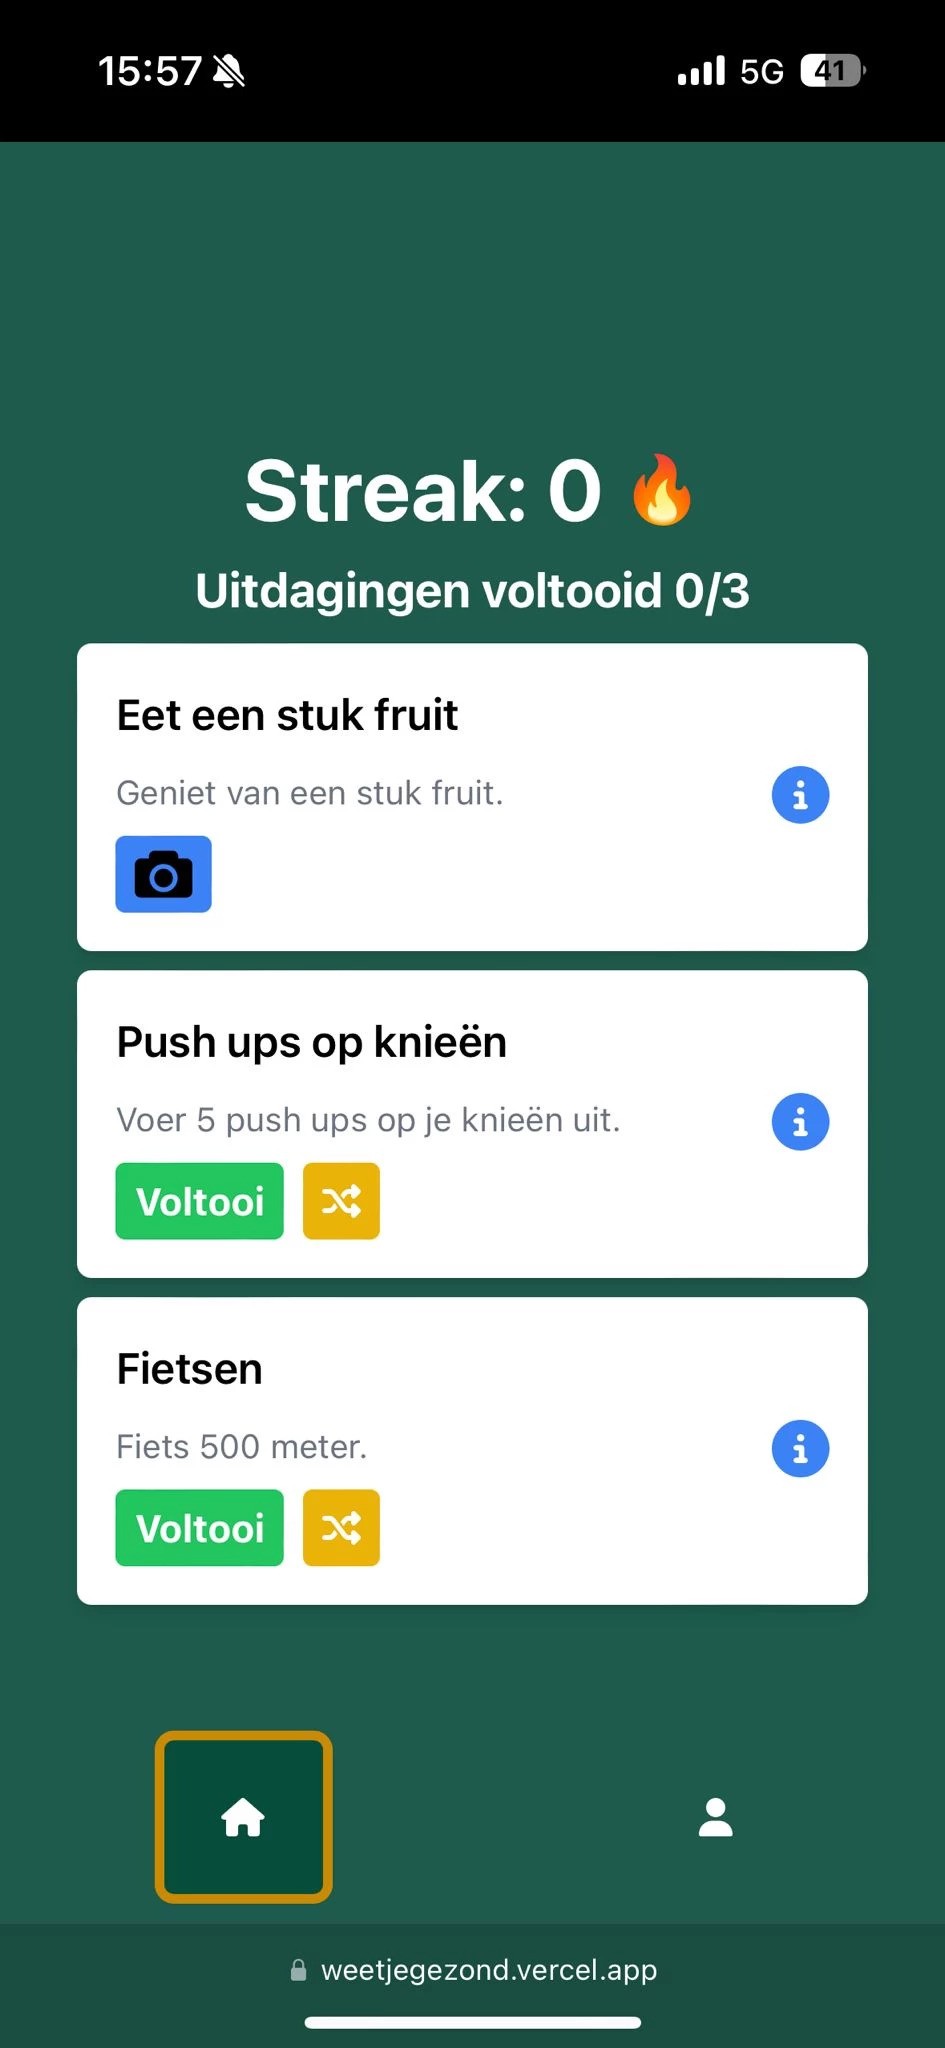 15:57
5G
41
Streak: 0 🔥
Uitdagingen voltooid 0/3
Eet een stuk fruit
Geniet van een stuk fruit.
Push ups op knieën
Voer 5 push ups op je knieën uit.
Voltooi
Fietsen
Fiets 500 meter.
Voltooi
weetjegezond.vercel.app